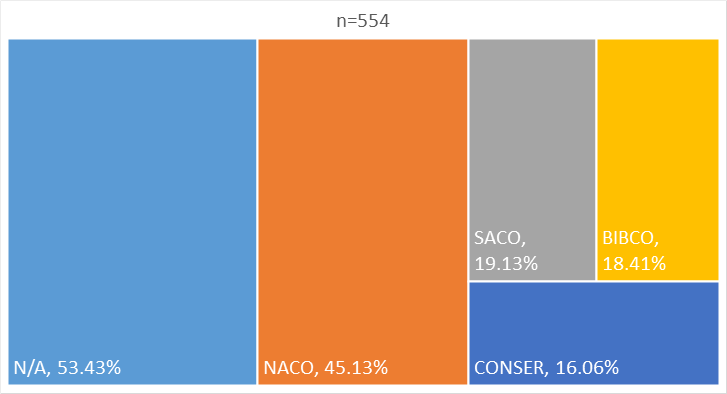 n=554
N/A, 53.43%
NACO, 45.13%
SACO,
19.13%
BIBCO,
18.41%
CONSER, 16.06%